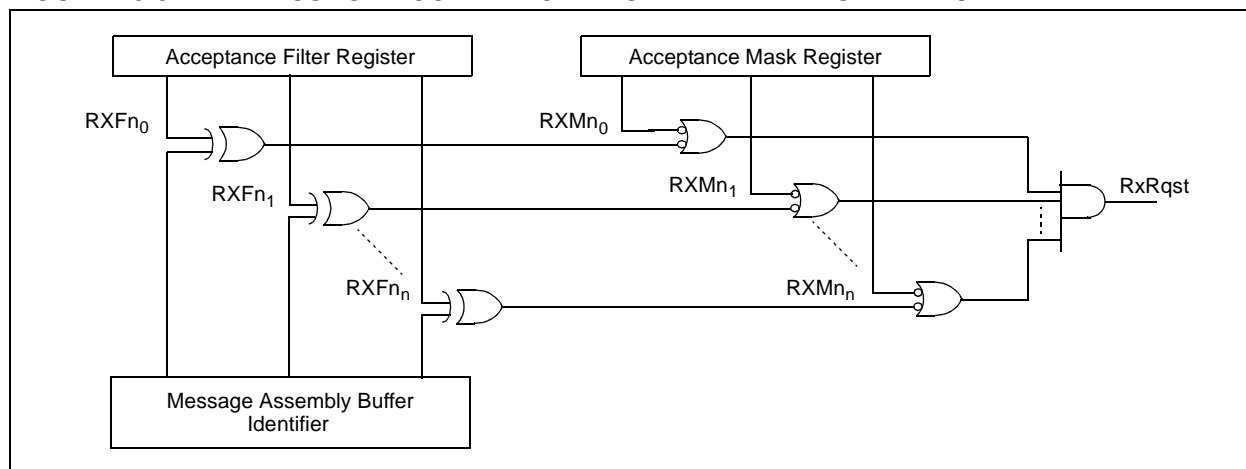 Acceptance Filter Register
Acceptance Mask Register
RXFn0
RXMn0
RXFn1
RXMn1
RxRqst
RXFnn
RXMnn
Message Assembly Buffer
Identifier